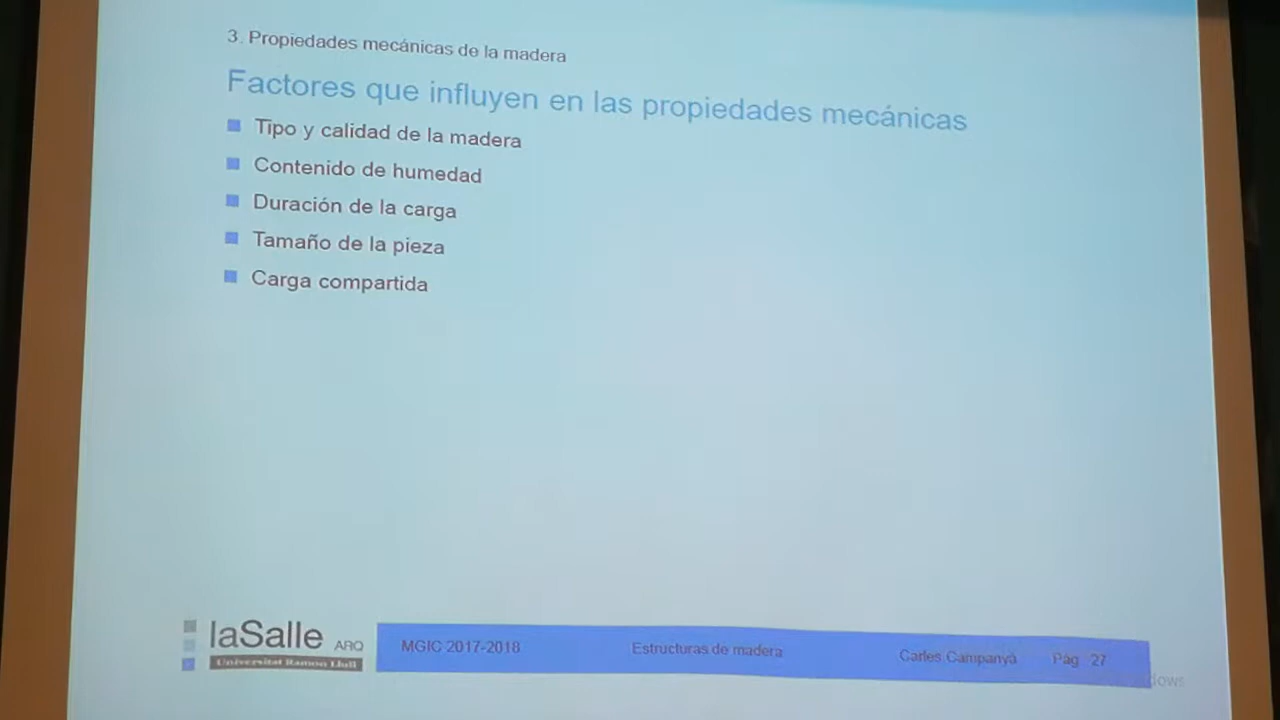 3. Propiedades mecánicas de la madera
Factores que influyen en las propiedades mecánicas
Tipo y calidad de la madera
Contenido de humedad
Duración de la carga
Tamaño de la pieza
Carga compartida
laSalle ARQ
Universitat Ramon Llull
MGIC 2017-2018 Estructuras de madera Carles Campanyà Pág 27